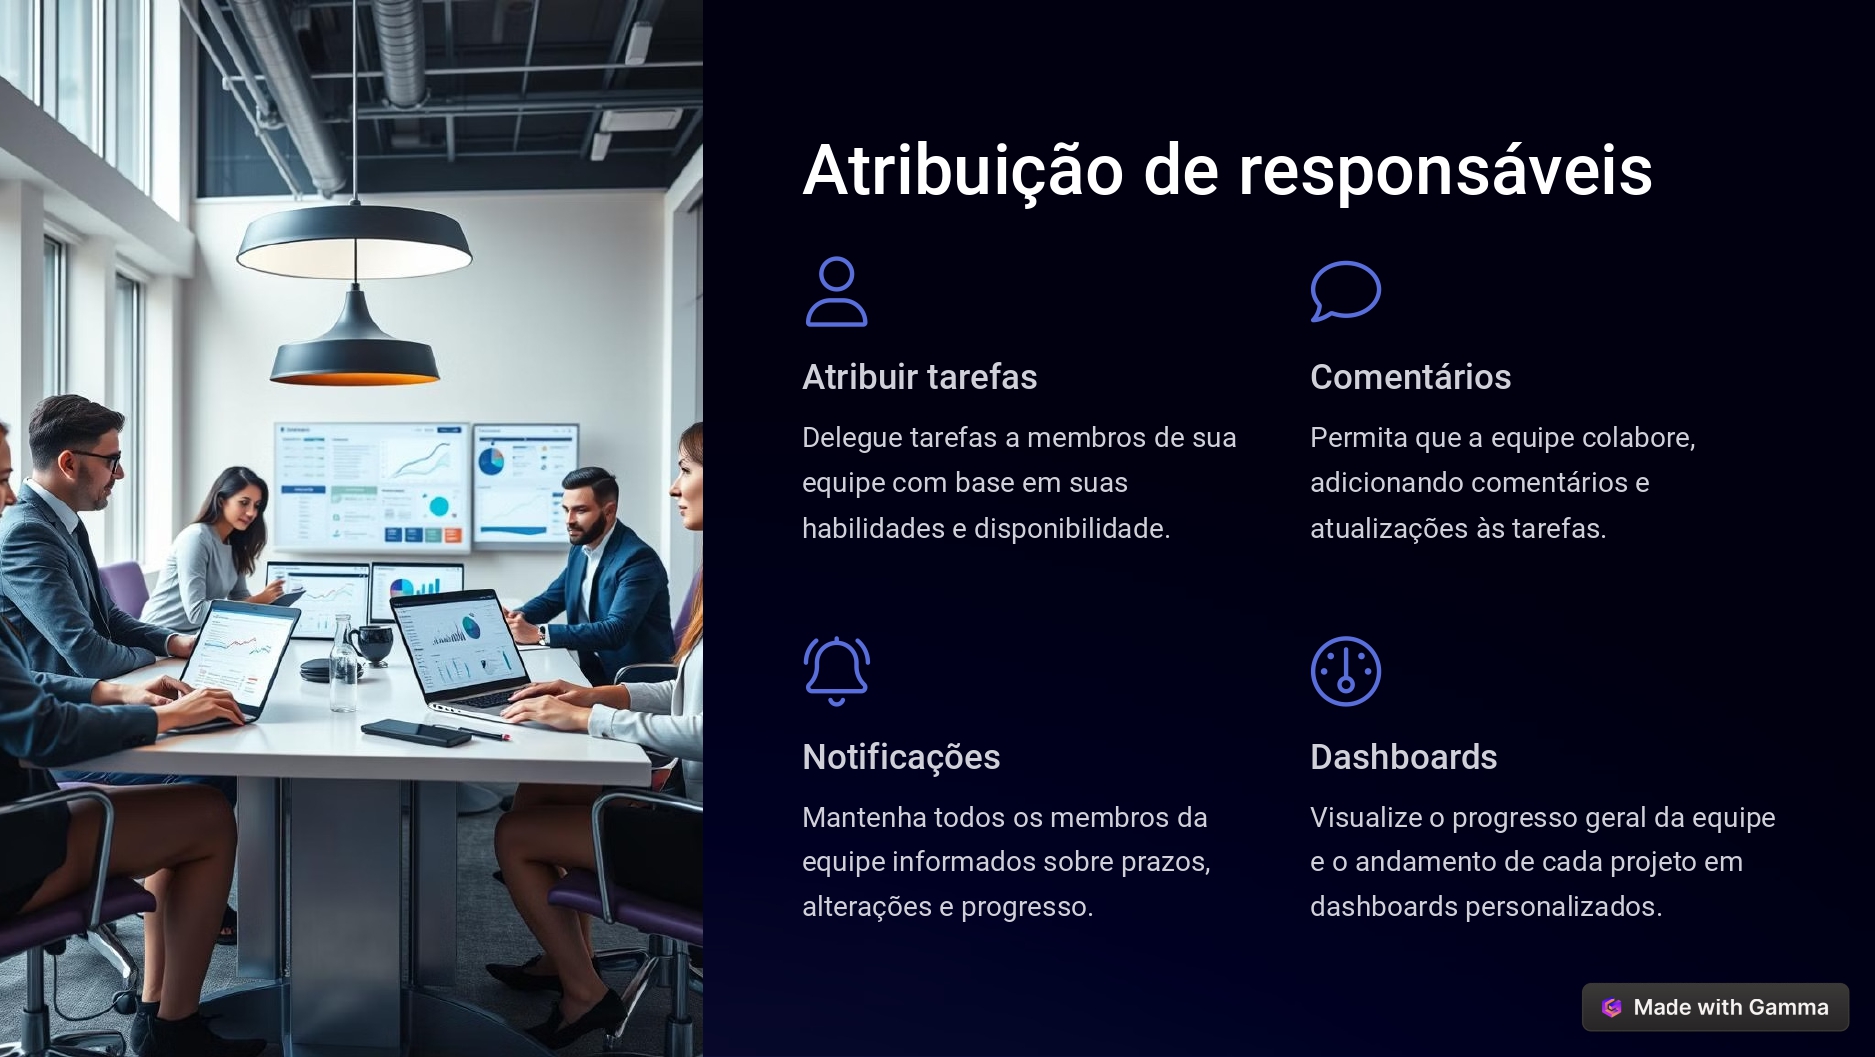 Atribuição de responsáveis
Atribuir tarefas
Delegue tarefas a membros de sua
equipe com base em suas
habilidades e disponibilidade.
Comentários
Permita que a equipe colabore,
adicionando comentários e
atualizações às tarefas.
Notificações
Mantenha todos os membros da
equipe informados sobre prazos,
alterações e progresso.
Dashboards
Visualize o progresso geral da equipe
e o andamento de cada projeto em
dashboards personalizados.
Made with Gamma